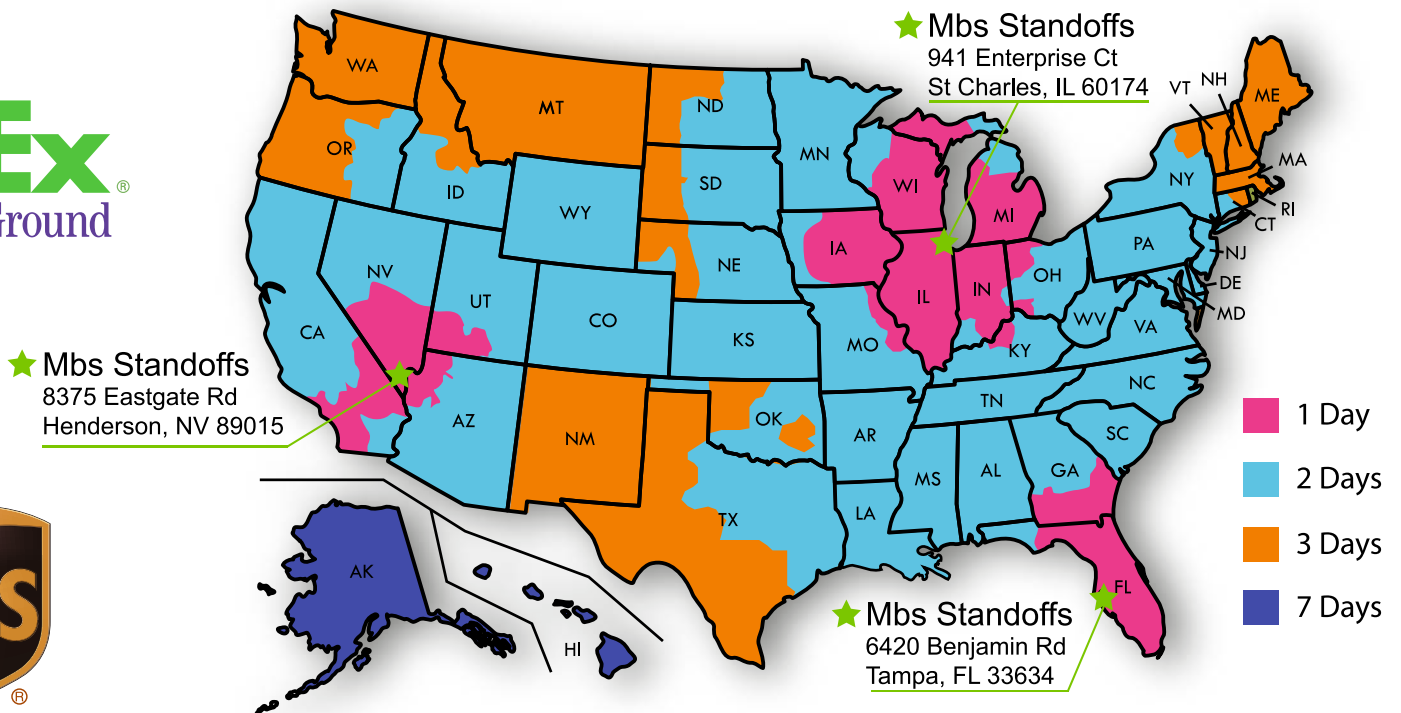 Ex®
Ground
S
®
Mbs Standoffs
941 Enterprise Ct
St Charles, IL 60174
Mbs Standoffs
8375 Eastgate Rd
Henderson, NV 89015
Mbs Standoffs
6420 Benjamin Rd
Tampa, FL 33634
WA
OR
ID
MT
WY
ND
SD
NE
MN
WI
MI
IA
IL
IN
OH
NV
UT
CO
KS
MO
KY
WV
VA
CA
AZ
NM
OK
AR
TN
NC
SC
TX
LA
MS
AL
GA
FL
VT
NH
ME
MA
NY
RI
CT
PA
NJ
DE
MD
AK
HI
1 Day
2 Days
3 Days
7 Days